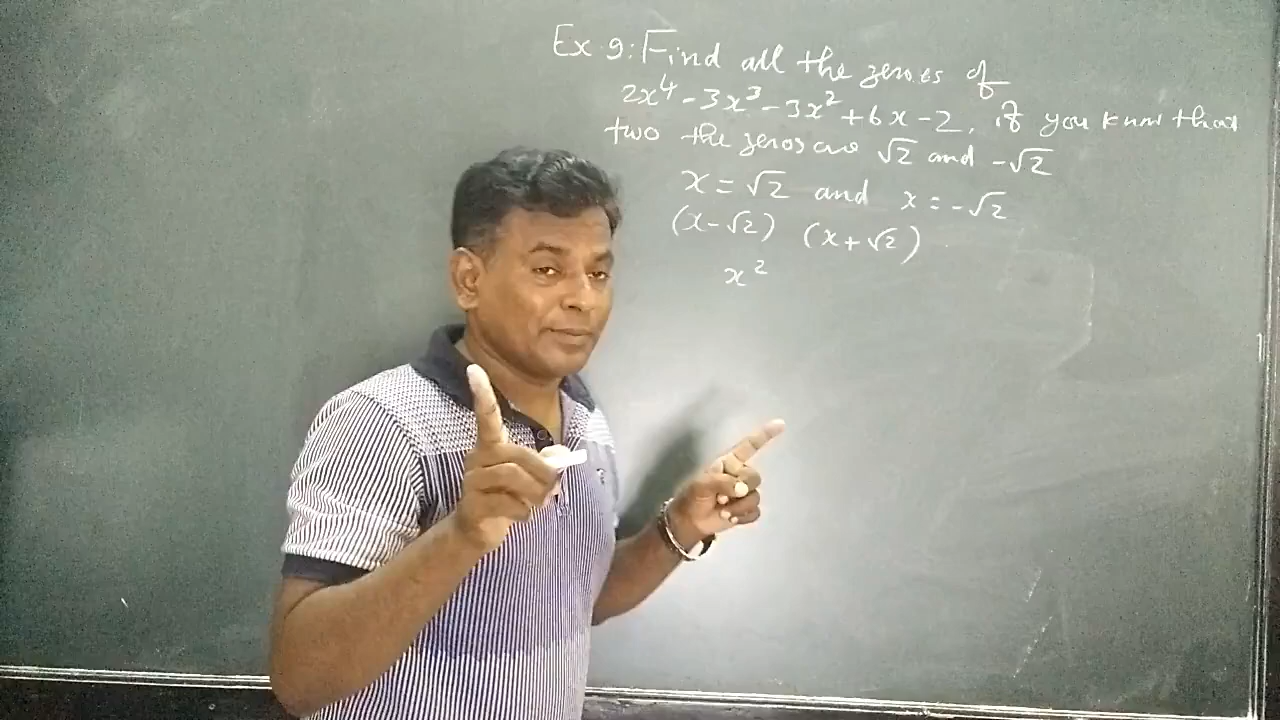 Ex 9: Find all the zeroes of
2x⁴ - 3x³ - 3x² + 6x - 2, if you know that
two the zeros are √2 and -√2
x = √2 and x = -√2
(x - √2) (x + √2)
x²